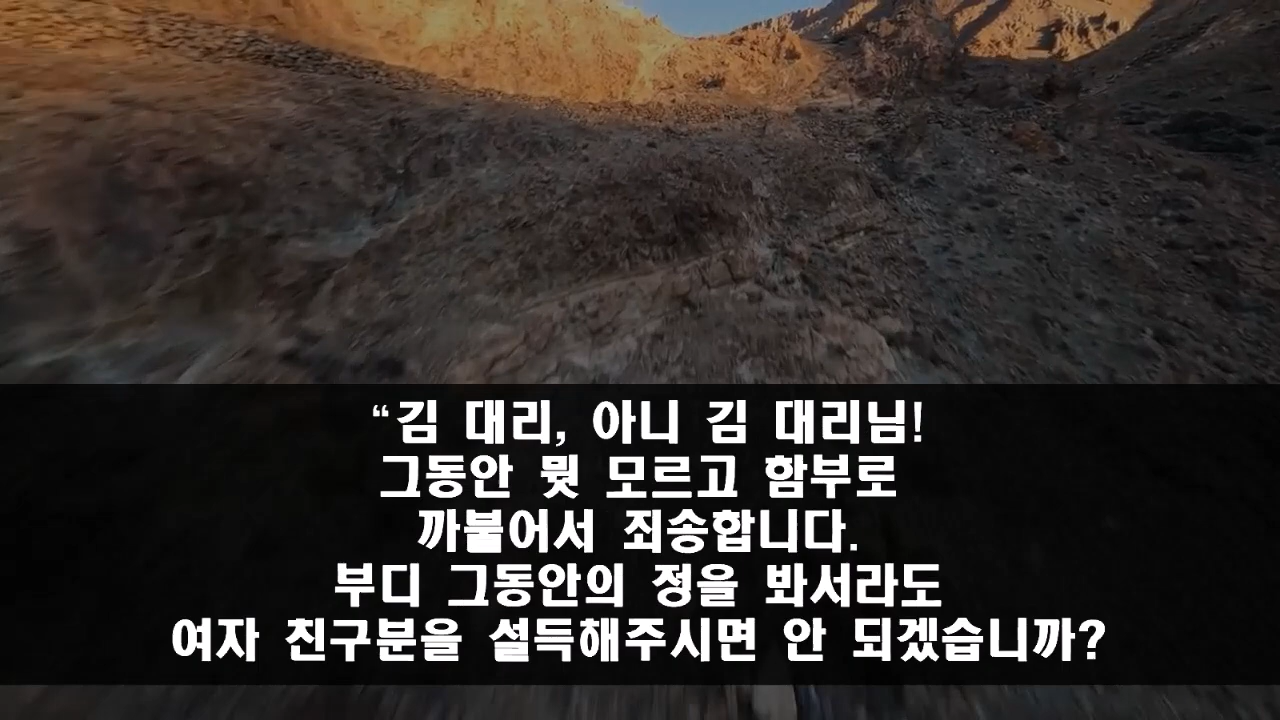 “김 대리, 아니 김 대리님!
그동안 뭣 모르고 함부로
까불어서 죄송합니다.
부디 그동안의 정을 봐서라도
여자 친구분을 설득해주시면 안 되겠습니까?